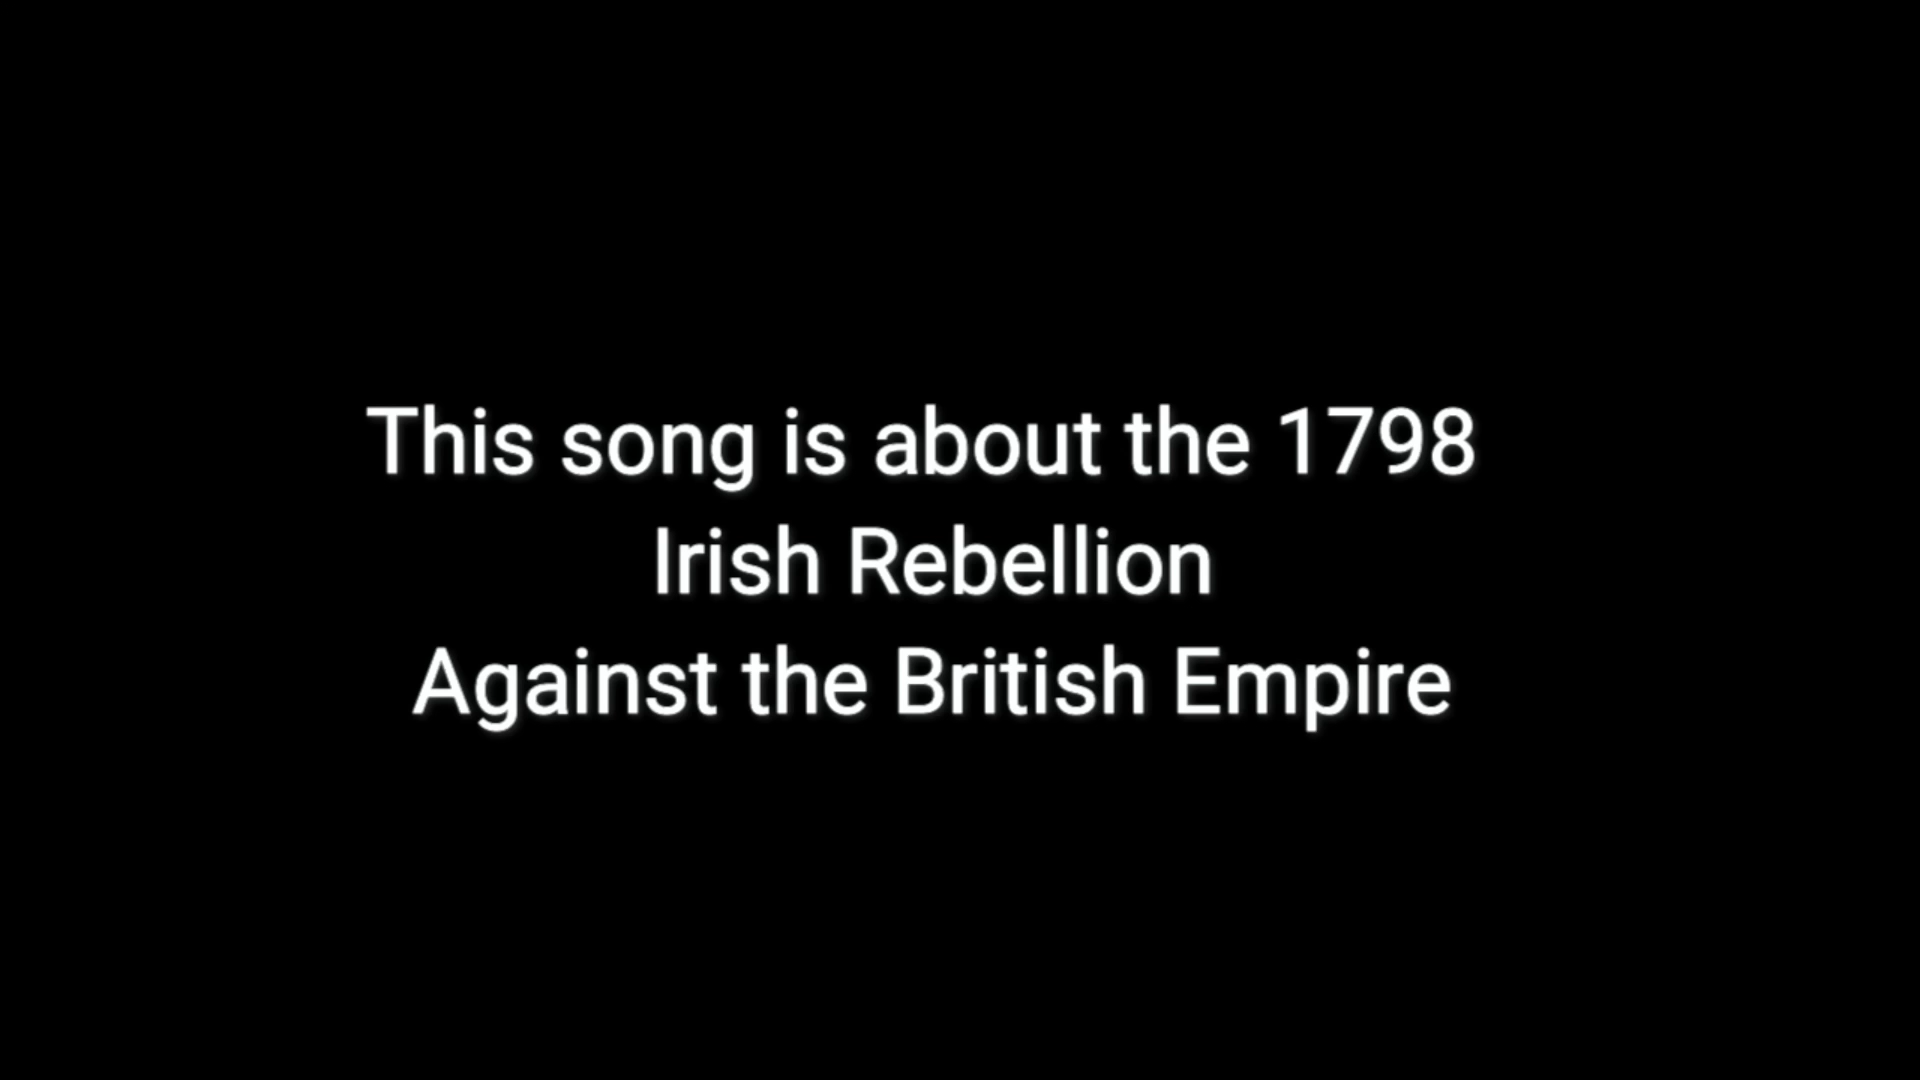 This song is about the 1798
Irish Rebellion
Against the British Empire